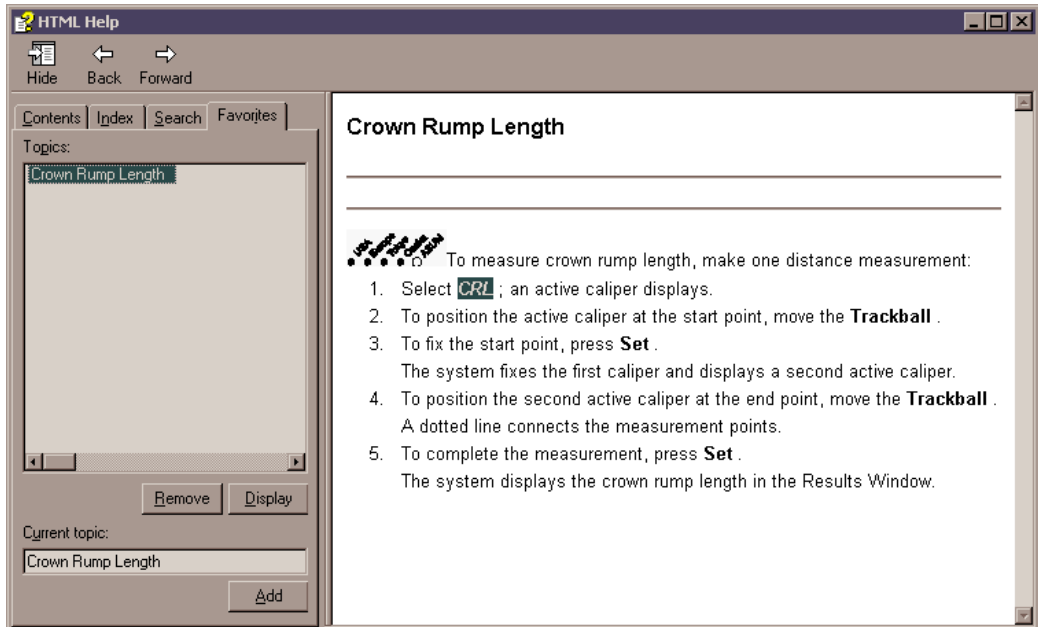 HTML Help
Hide Back Forward
Contents Index Search Favorites
Topics:
Crown Rump Length
Remove Display
Current topic:
Crown Rump Length
Add
Crown Rump Length
USA Europe Tokyo Osaka ASUM To measure crown rump length, make one distance measurement:
1. Select CRL ; an active caliper displays.
2. To position the active caliper at the start point, move the Trackball .
3. To fix the start point, press Set .
The system fixes the first caliper and displays a second active caliper.
4. To position the second active caliper at the end point, move the Trackball .
A dotted line connects the measurement points.
5. To complete the measurement, press Set .
The system displays the crown rump length in the Results Window.